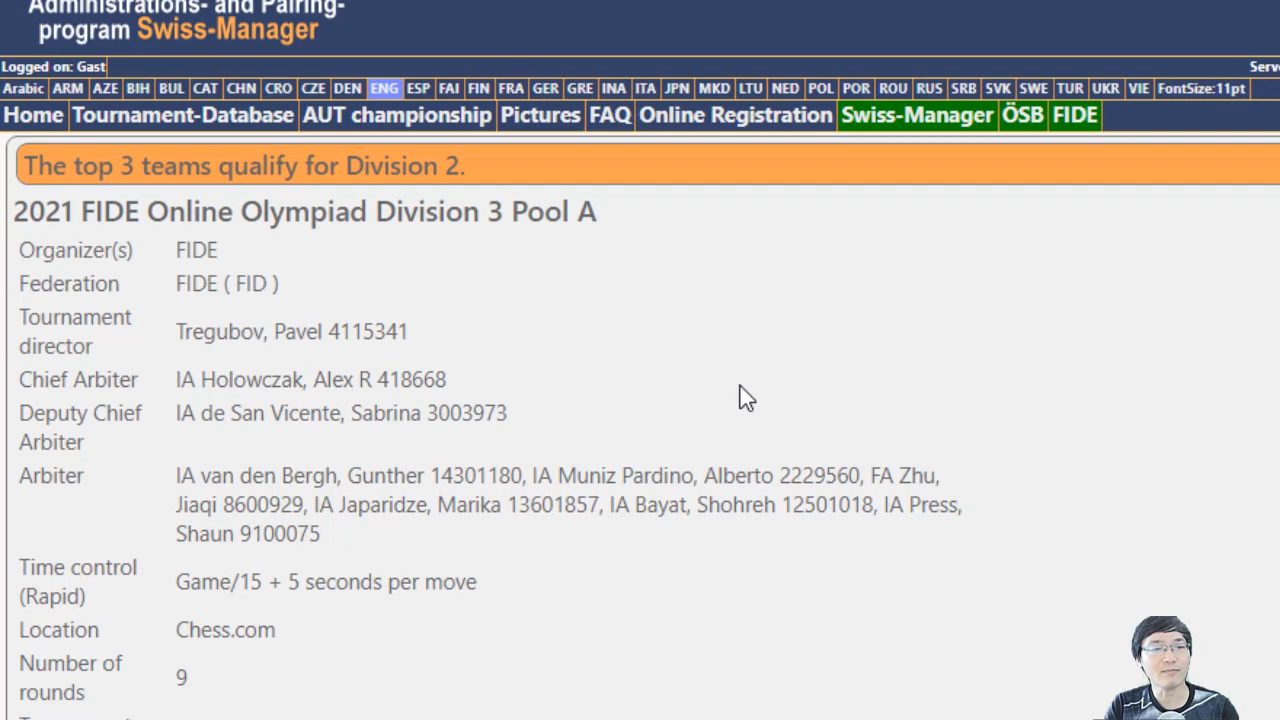 Administrations- and Pairing-
program Swiss-Manager
Logged on: Gast
Serv
Arabic ARM AZE BIH BUL CAT CHN CRO CZE DEN ENG ESP FAI FIN FRA GER GRE INA ITA JPN MKD LTU NED POL POR ROU RUS SRB SVK SWE TUR UKR VIE FontSize:11pt
Home Tournament-Database AUT championship Pictures FAQ Online Registration Swiss-Manager ÖSB FIDE
The top 3 teams qualify for Division 2.
2021 FIDE Online Olympiad Division 3 Pool A
Organizer(s) FIDE
Federation FIDE ( FID )
Tournament
director Tregubov, Pavel 4115341
Chief Arbiter IA Holowczak, Alex R 418668
Deputy Chief IA de San Vicente, Sabrina 3003973
Arbiter
Arbiter IA van den Bergh, Gunther 14301180, IA Muniz Pardino, Alberto 2229560, FA Zhu,
Jiaqi 8600929, IA Japaridze, Marika 13601857, IA Bayat, Shohreh 12501018, IA Press,
Shaun 9100075
Time control
(Rapid) Game/15 + 5 seconds per move
Location Chess.com
Number of
rounds 9